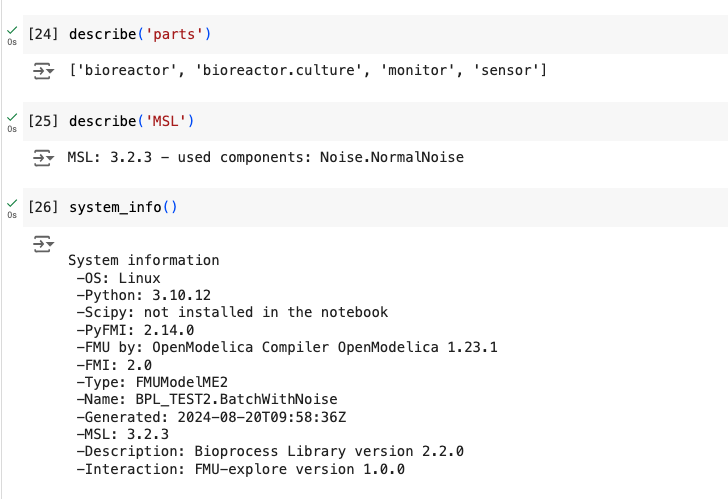 [24] describe('parts')
0s
['bioreactor', 'bioreactor.culture', 'monitor', 'sensor']
[25] describe('MSL')
0s
MSL: 3.2.3 – used components: Noise.NormalNoise
[26] system_info()
0s
System information
-OS: Linux
-Python: 3.10.12
-Scipy: not installed in the notebook
-PyFMI: 2.14.0
-FMU by: OpenModelica Compiler OpenModelica 1.23.1
-FMI: 2.0
-Type: FMUModelME2
-Name: BPL_TEST2.BatchWithNoise
-Generated: 2024-08-20T09:58:36Z
-MSL: 3.2.3
-Description: Bioprocess Library version 2.2.0
-Interaction: FMU-explore version 1.0.0